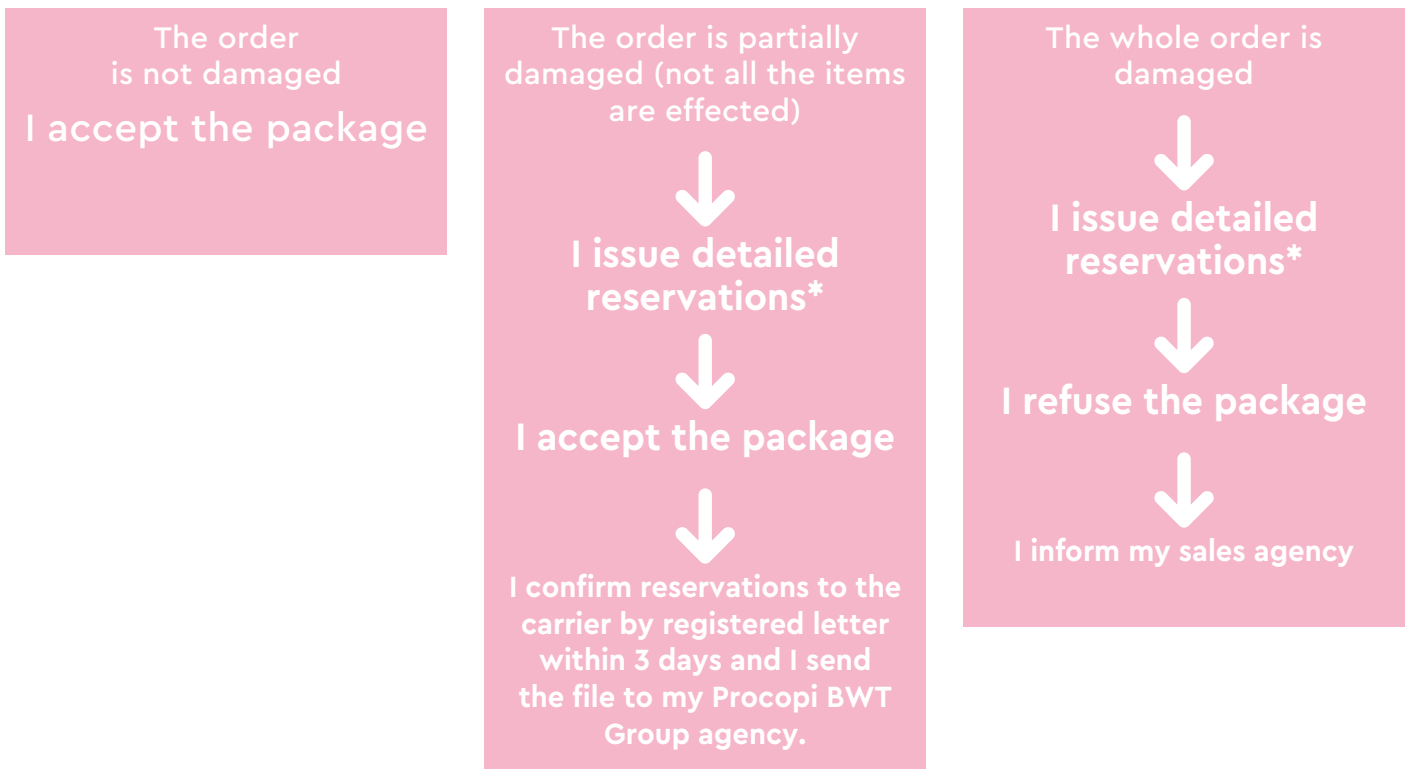 The order
is not damaged
I accept the package
The order is partially
damaged (not all the items
are effected)
I issue detailed
reservations*
I accept the package
I confirm reservations to the
carrier by registered letter
within 3 days and I send
the file to my Procopi BWT
Group agency.
The whole order is
damaged
I issue detailed
reservations*
I refuse the package
I inform my sales agency